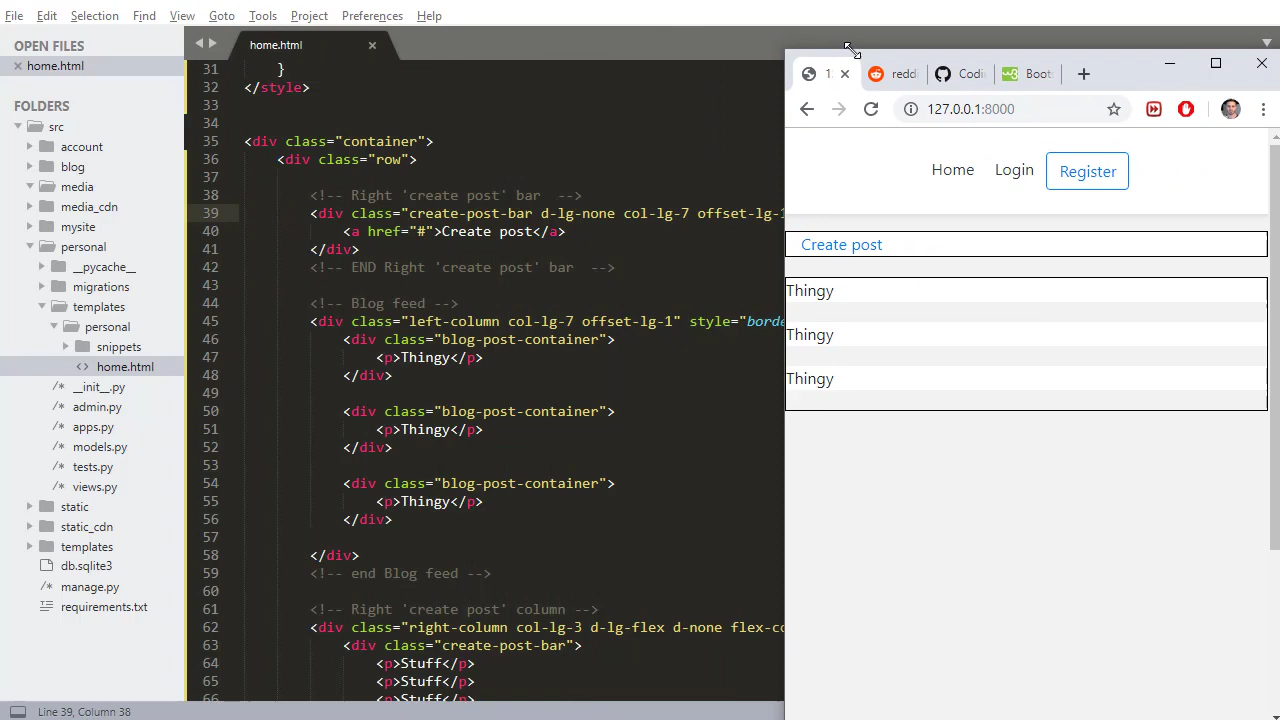 File Edit Selection Find View Goto Tools Project Preferences Help
OPEN FILES
home.html
FOLDERS
src
account
blog
media
media_cdn
mysite
personal
__pycache__
migrations
templates
personal
snippets
home.html
__init__.py
admin.py
apps.py
models.py
tests.py
views.py
static
static_cdn
templates
db.sqlite3
manage.py
requirements.txt
home.html
31 }
32 </style>
33
34
35 <div class="container">
36 <div class="row">
37
38 <!-- Right 'create post' bar -->
39 <div class="create-post-bar d-lg-none col-lg-7 offset-lg-1
40 <a href="#">Create post</a>
41 </div>
42 <!-- END Right 'create post' bar -->
43
44 <!-- Blog feed -->
45 <div class="left-column col-lg-7 offset-lg-1" style="borde
46 <div class="blog-post-container">
47 <p>Thingy</p>
48 </div>
49
50 <div class="blog-post-container">
51 <p>Thingy</p>
52 </div>
53
54 <div class="blog-post-container">
55 <p>Thingy</p>
56 </div>
57
58 </div>
59 <!-- end Blog feed -->
60
61 <!-- Right 'create post' column -->
62 <div class="right-column col-lg-3 d-lg-flex d-none flex-co
63 <div class="create-post-bar">
64 <p>Stuff</p>
65 <p>Stuff</p>
66 <p>Stuff</p>
Line 39, Column 38
1 redd Codi Boot
127.0.0.1:8000
Home Login Register
Create post
Thingy
Thingy
Thingy